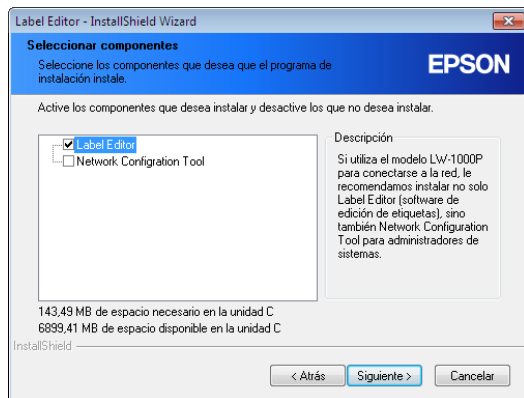 Label Editor - InstallShield Wizard
Seleccionar componentes
Seleccione los componentes que desea que el programa de
instalación instale.
EPSON
Active los componentes que desea instalar y desactive los que no desea instalar.
Label Editor
Network Configration Tool
Descripción
Si utiliza el modelo LW-1000P
para conectarse a la red, le
recomendamos instalar no solo
Label Editor (software de
edición de etiquetas), sino
también Network Configuration
Tool para administradores de
sistemas.
143,49 MB de espacio necesario en la unidad C
6899,41 MB de espacio disponible en la unidad C
InstallShield
< Atrás
Siguiente >
Cancelar